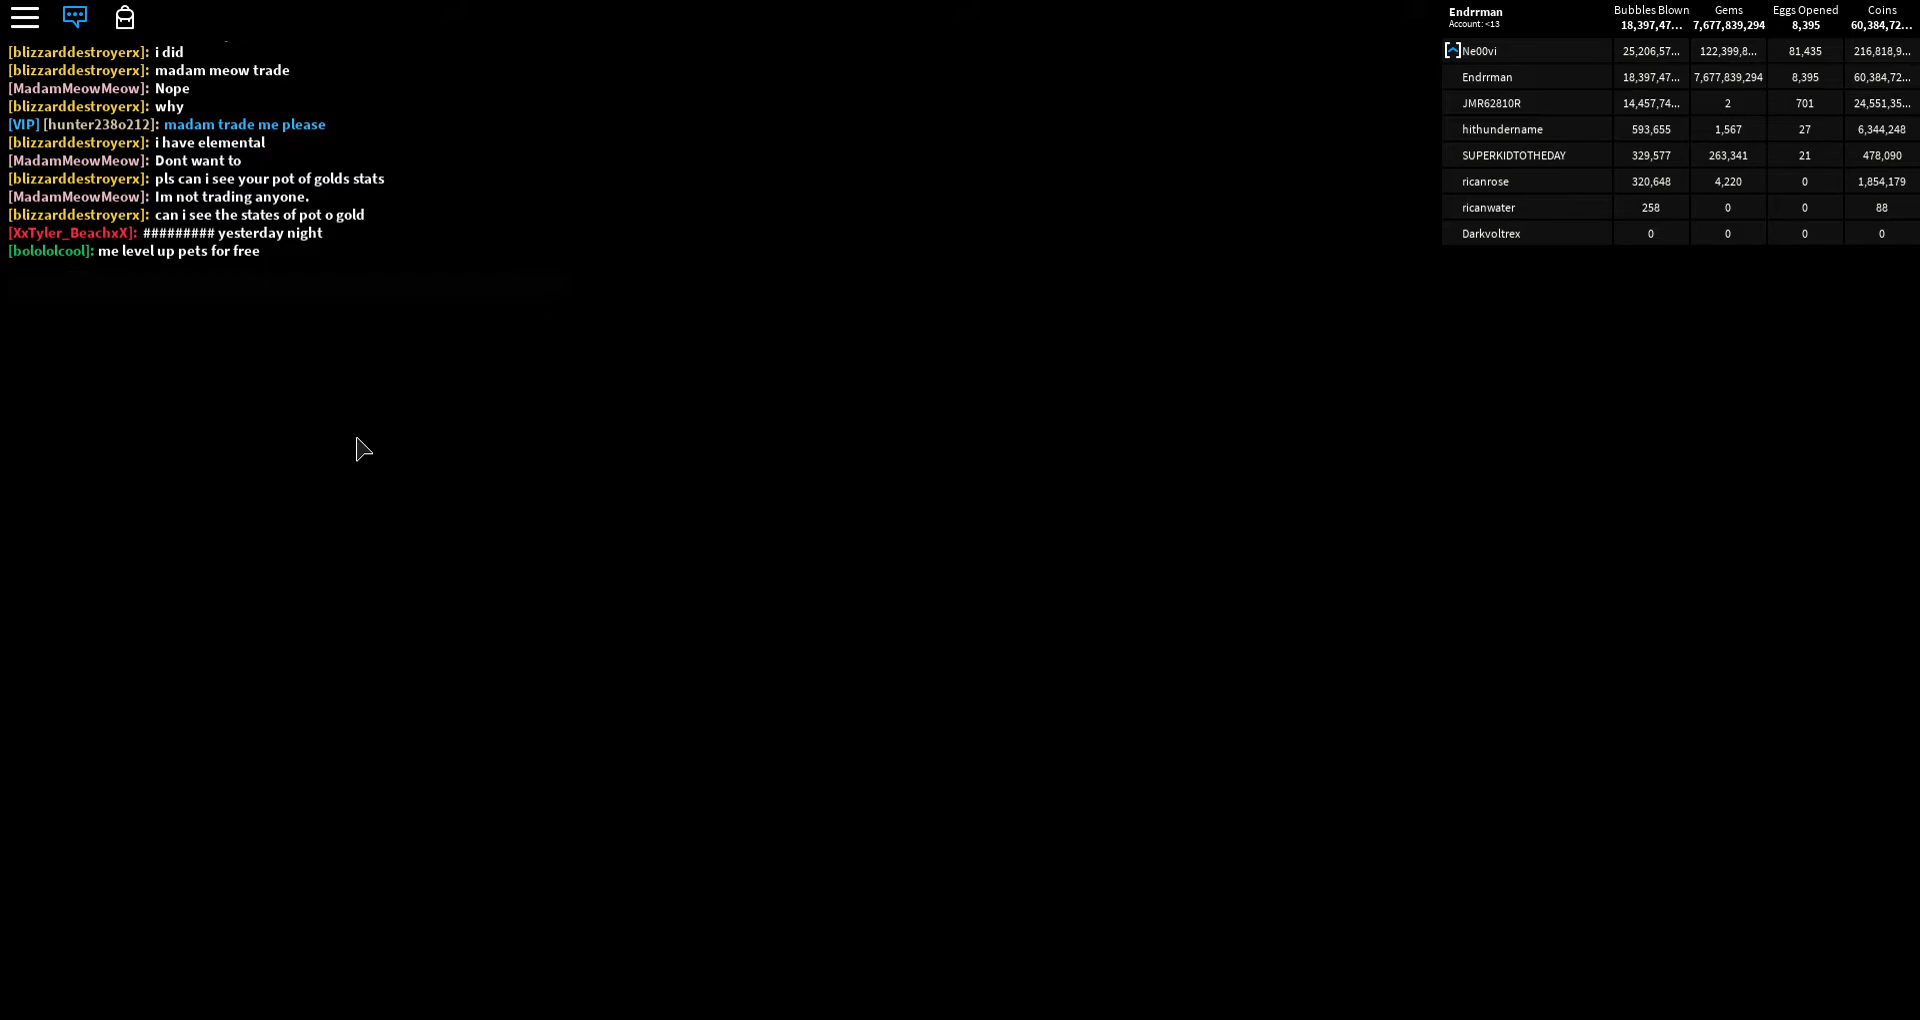 [blizzarddestroyerx]: i did
[blizzarddestroyerx]: madam meow trade
[MadamMeowMeow]: Nope
[blizzarddestroyerx]: why
[VIP] [hunter238o212]: madam trade me please
[blizzarddestroyerx]: i have elemental
[MadamMeowMeow]: Dont want to
[blizzarddestroyerx]: pls can i see your pot of golds stats
[MadamMeowMeow]: Im not trading anyone.
[blizzarddestroyerx]: can i see the states of pot o gold
[XxTyler_BeachxX]: ######### yesterday night
[bolololcool]: me level up pets for free
Endrrman Bubbles Blown Gems Eggs Opened Coins
Account: <13 18,397,47... 7,677,839,294 8,395 60,384,72...
Ne00vi 25,206,57... 122,399,8... 81,435 216,818,9...
Endrrman 18,397,47... 7,677,839,294 8,395 60,384,72...
JMR62810R 14,457,74... 2 701 24,551,35...
hithundername 593,655 1,567 27 6,344,248
SUPERKIDTOTHEDAY 329,577 263,341 21 478,090
ricanrose 320,648 4,220 0 1,854,179
ricanwater 258 0 0 88
Darkvoltrex 0 0 0 0